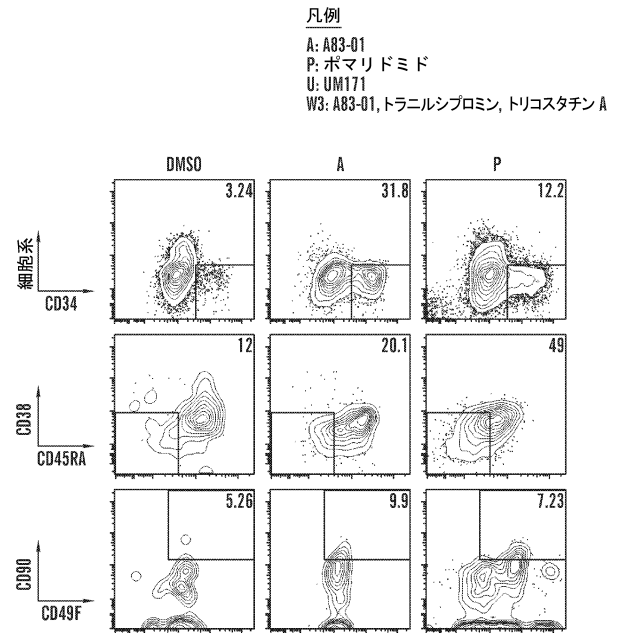 凡例
A: A83-01
P: ポマリドミド
U: UM171
W3: A83-01, トラニルシプロミン, トリコスタチン A
DMSO A P
3.24 31.8 12.2
細胞系
CD34
12 20.1 49
CD38
CD45RA
5.26 9.9 7.23
CD90
CD49F